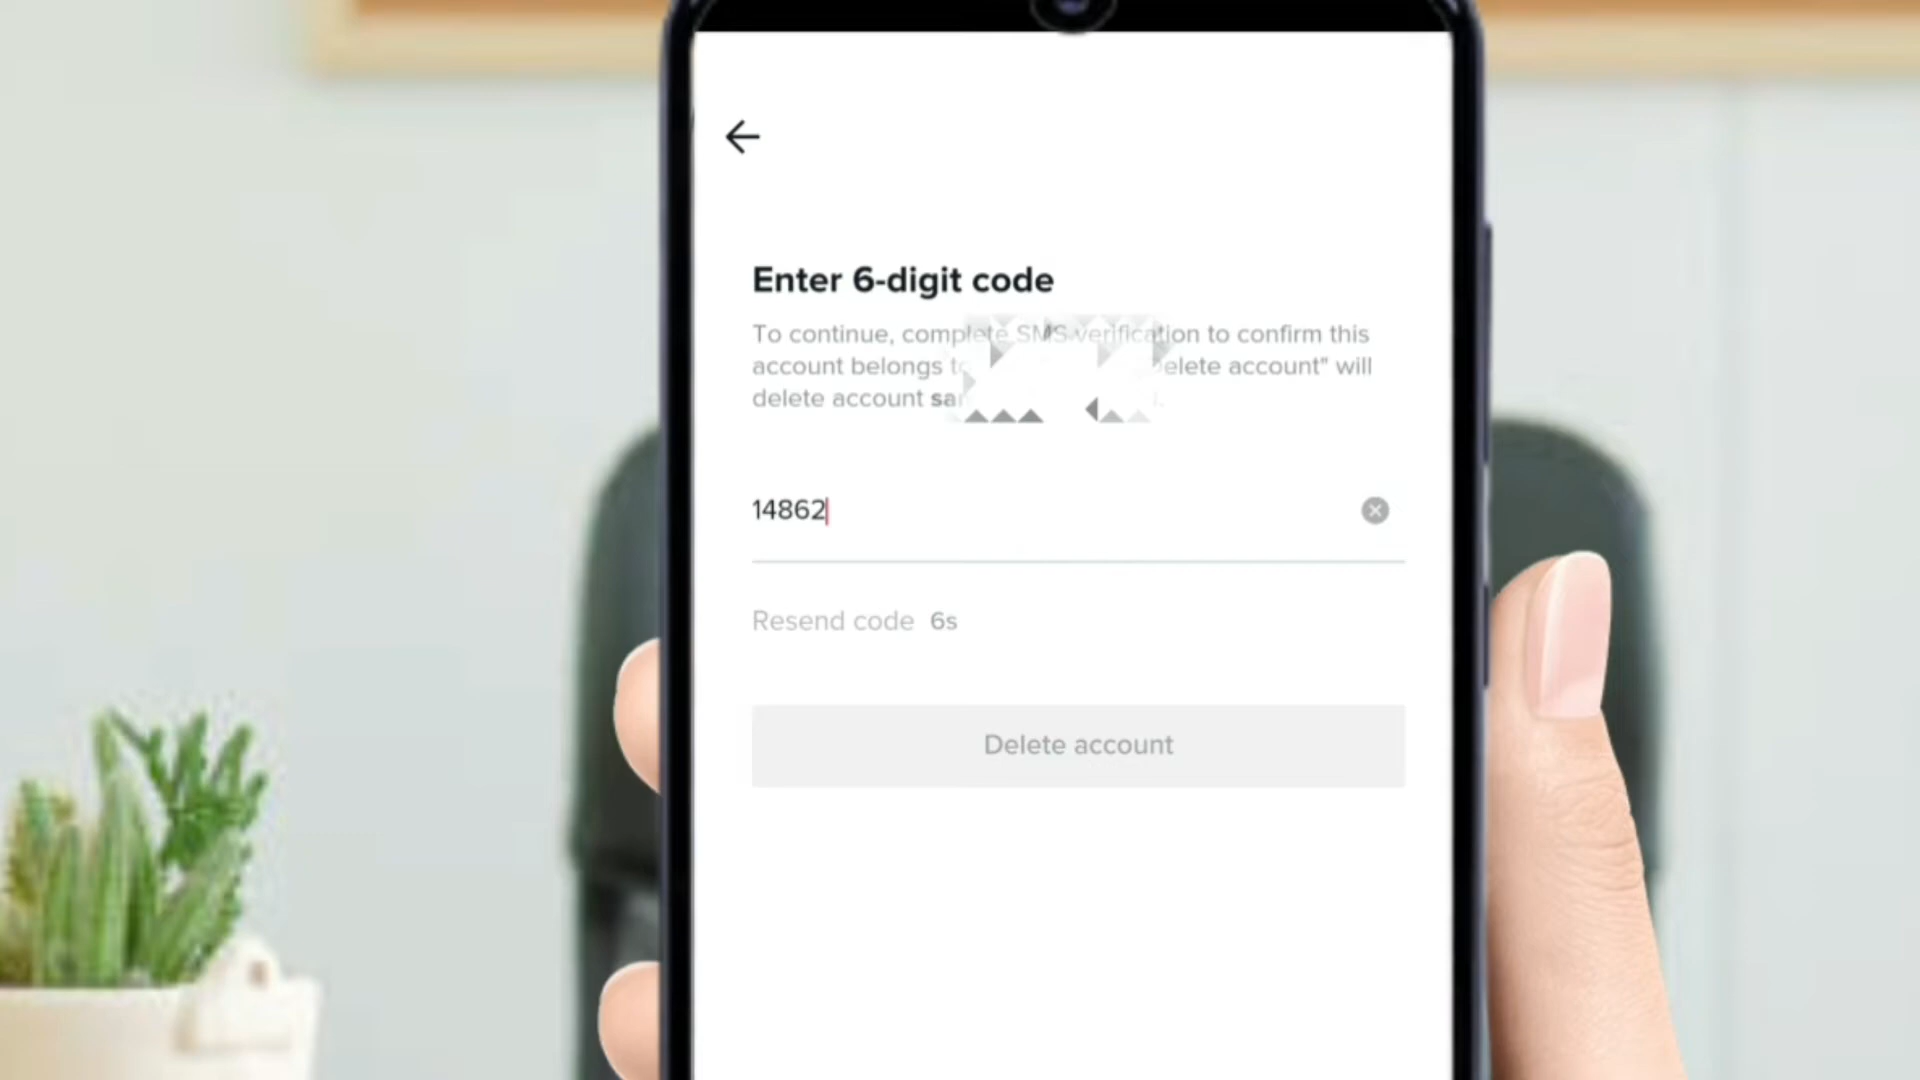 Enter 6-digit code
To continue, complete SMS verification to confirm this
account belongs to elete account" will
delete account
14862
Resend code 6s
Delete account